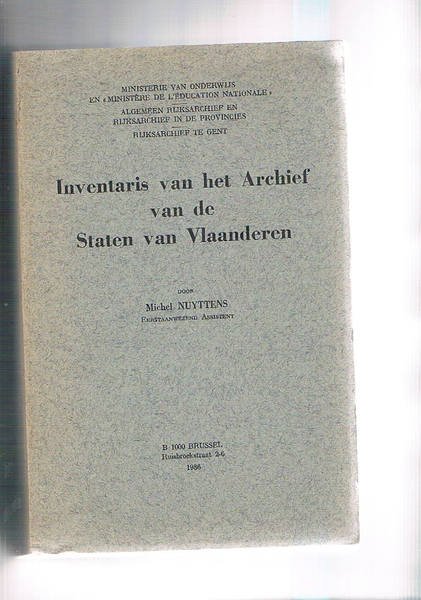 MINISTERIE VAN ONDERWIJS
EN «MINISTÈRE DE L'ÉDUCATION NATIONALE»
ALGEMEEN RIJKSARCHIEF EN
RIJKSARCHIEF IN DE PROVINCIES
RIJKSARCHIEF TE GENT
Inventaris van het Archief
van de
Staten van Vlaanderen
DOOR
Michel NUYTTENS
EERSTAANWEZEND ASSISTENT
B 1000 BRUSSEL
Ruisbroekstraat 2-6
1986